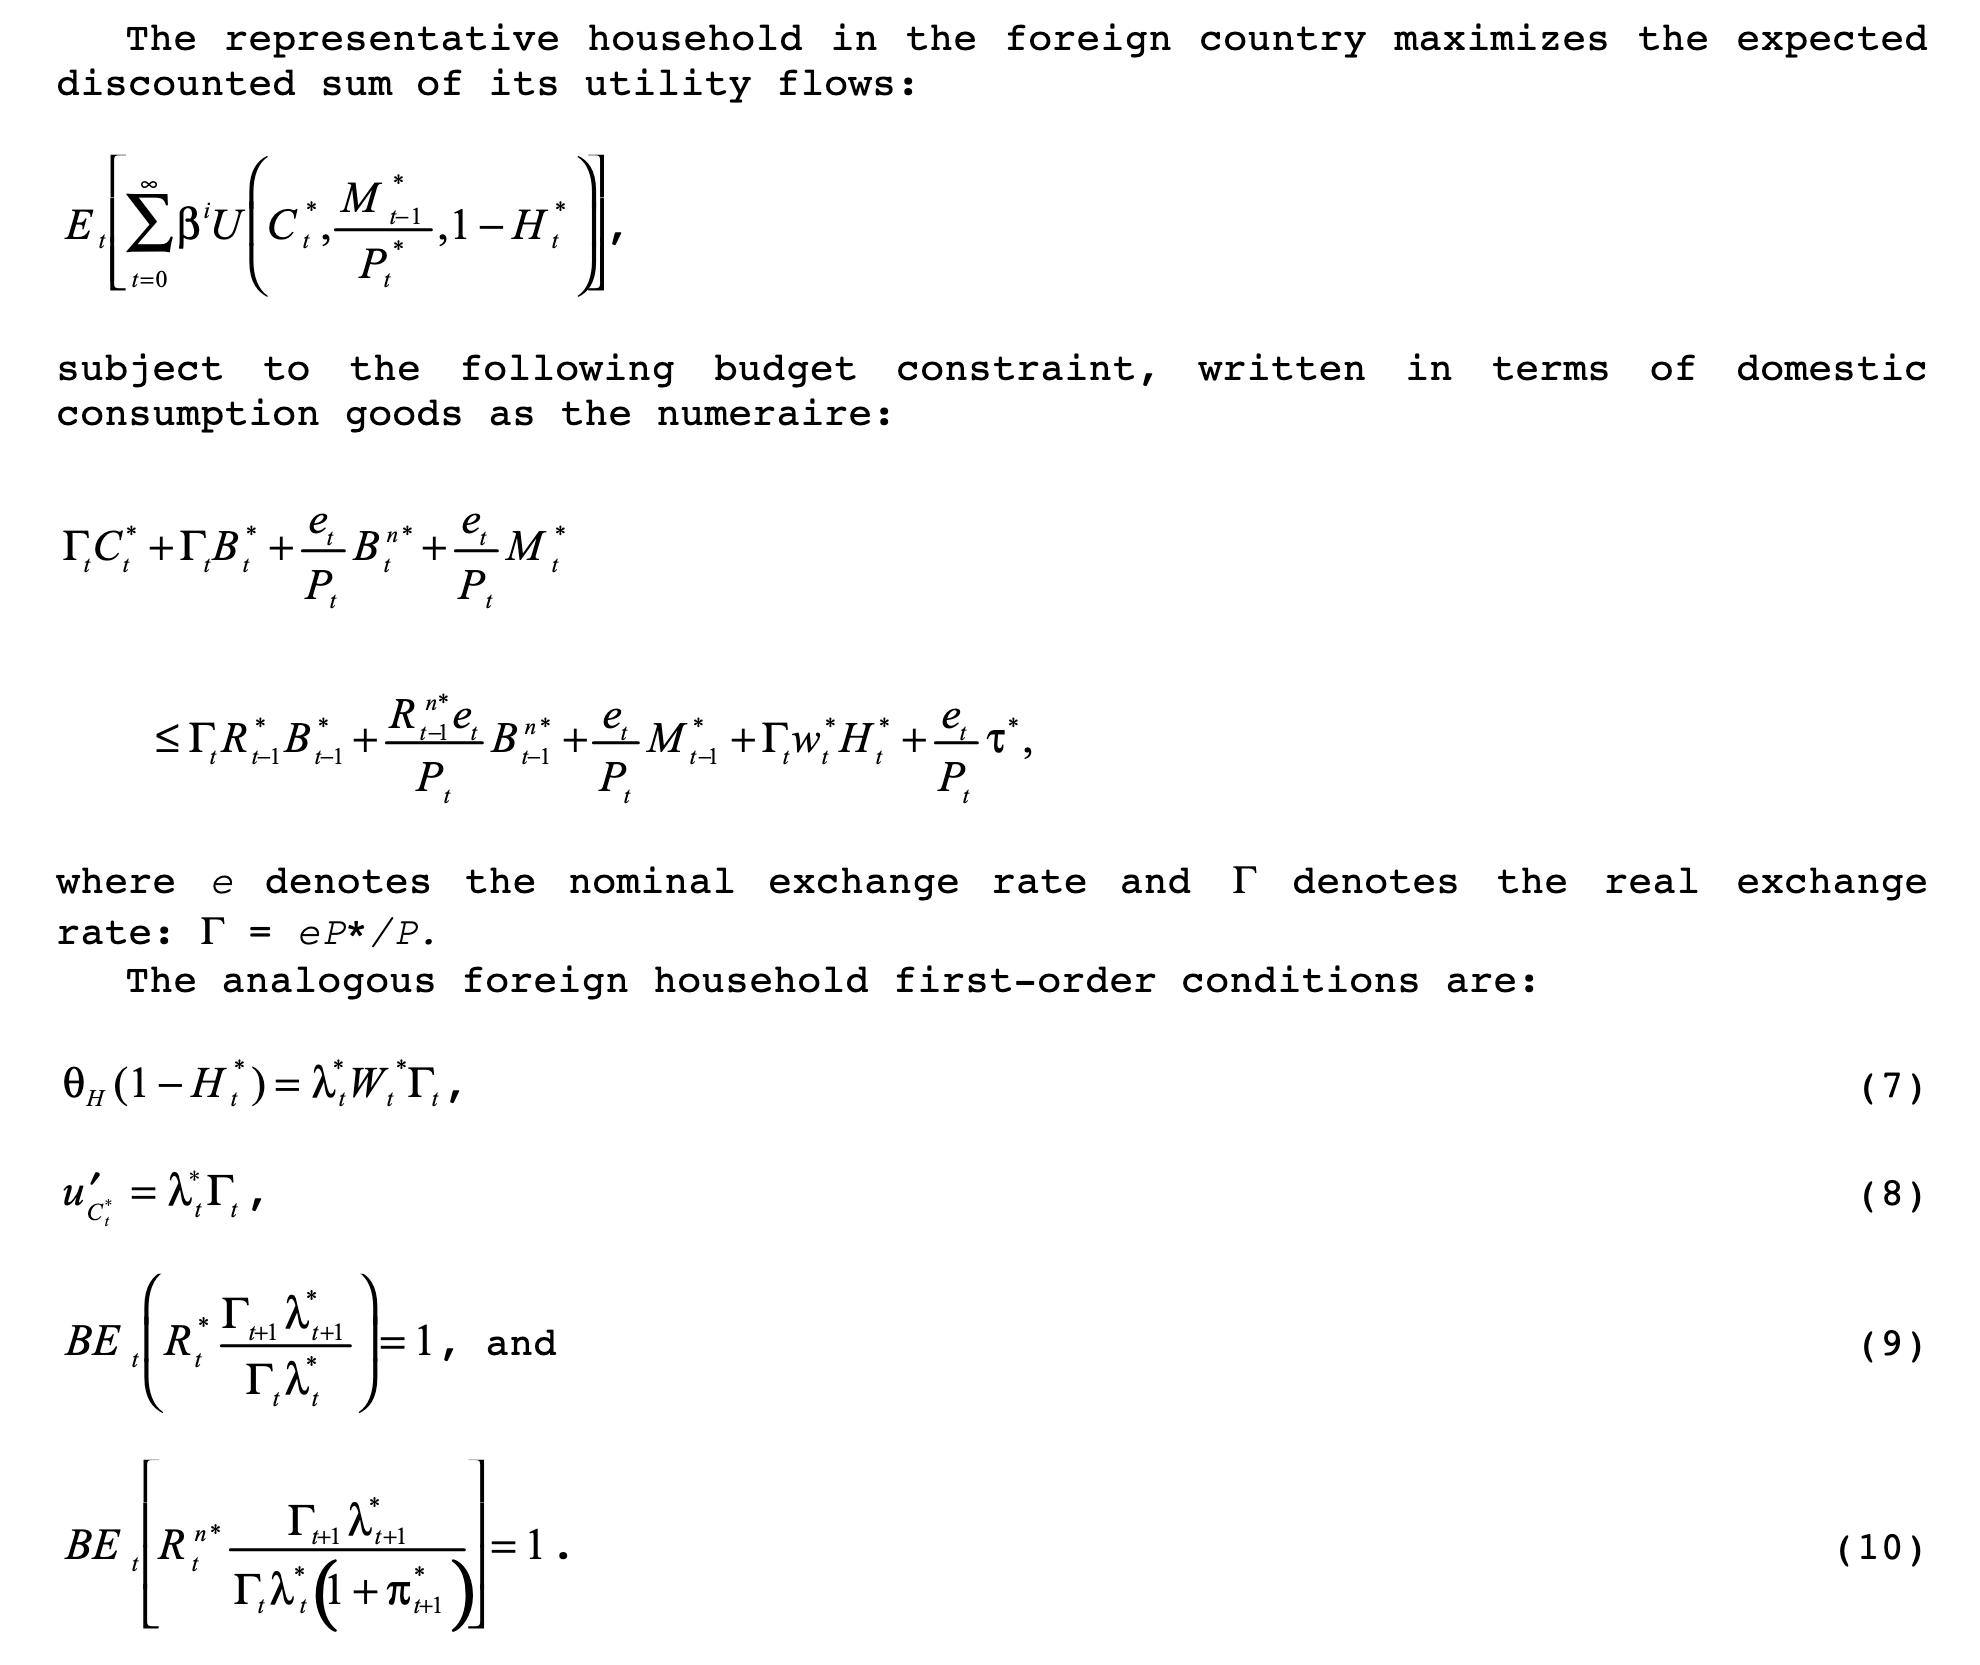 The representative household in the foreign country maximizes the expected
discounted sum of its utility flows:
$E_t\left[\sum_{t=0}^{\infty} \beta^i U\left(C_t^*, \frac{M_{t-1}^*}{P_t^*}, 1 - H_t^*\right)\right],$
subject to the following budget constraint, written in terms of domestic
consumption goods as the numeraire:
$\Gamma_t C_t^* + \Gamma_t B_t^* + \frac{e_t}{P_t} B_t^{n*} + \frac{e_t}{P_t} M_t^*$
$\leq \Gamma_t R_{t-1}^* B_{t-1}^* + \frac{R_{t-1}^{n*} e_t}{P_t} B_{t-1}^{n*} + \frac{e_t}{P_t} M_{t-1}^* + \Gamma_t w_t^* H_t^* + \frac{e_t}{P_t} \tau^*,$
where e denotes the nominal exchange rate and Γ denotes the real exchange
rate: Γ = eP*/P.
The analogous foreign household first-order conditions are:
$\theta_H (1 - H_t^*) = \lambda_t^* W_t^* \Gamma_t,$ (7)
$u'_{C_t^*} = \lambda_t^* \Gamma_t,$ (8)
$BE_t\left(R_t^* \frac{\Gamma_{t+1} \lambda_{t+1}^*}{\Gamma_t \lambda_t^*}\right) = 1,$ and (9)
$BE_t\left[R_t^{n*} \frac{\Gamma_{t+1} \lambda_{t+1}^*}{\Gamma_t \lambda_t^* \left(1 + \pi_{t+1}^*\right)}\right] = 1.$ (10)